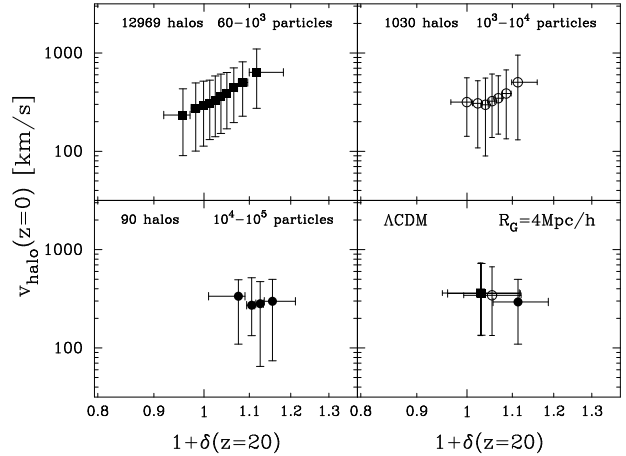 12969 halos 60−10³ particles
1030 halos 10³−10⁴ particles
1000
100
90 halos 10⁴−10⁵ particles
ΛCDM R_G=4Mpc/h
1000
100
v_halo(z=0) [km/s]
0.8 0.9 1 1.1 1.2 1.3 0.8 0.9 1 1.1 1.2 1.3
1+δ(z=20) 1+δ(z=20)